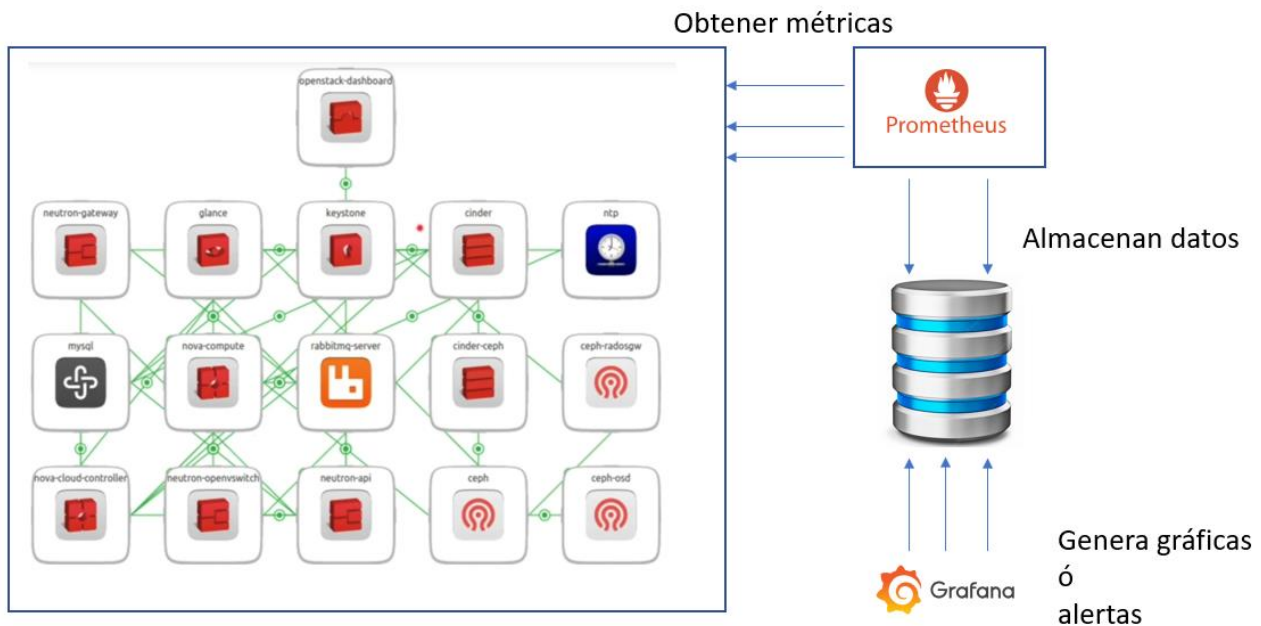 Obtener métricas
openstack-dashboard
Prometheus
neutron-gateway
glance
keystone
cinder
ntp
Almacenan datos
mysql
nova-compute
rabbitmq-server
cinder-ceph
ceph-radosgw
nova-cloud-controller
neutron-openvswitch
neutron-api
ceph
ceph-osd
Grafana
Genera gráficas
ó
alertas